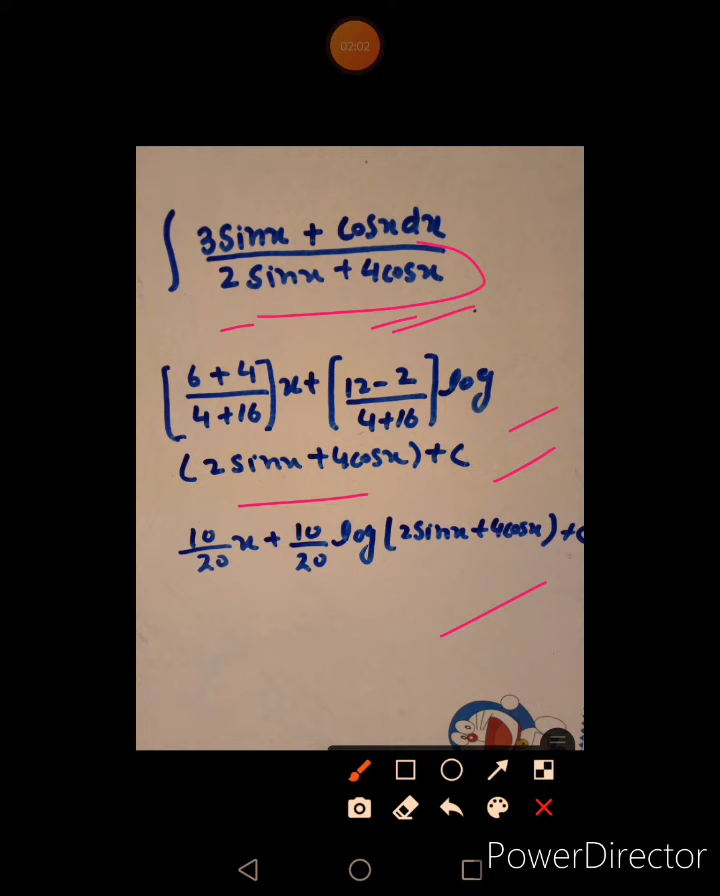 02:02
∫ 3sinx + cosx dx / 2sinx + 4cosx
[6+4 / 4+16]x + [12-2 / 4+16] log
(2sinx + 4cosx) + c
10/20 x + 10/20 log(2sinx + 4cosx) + c
PowerDirector